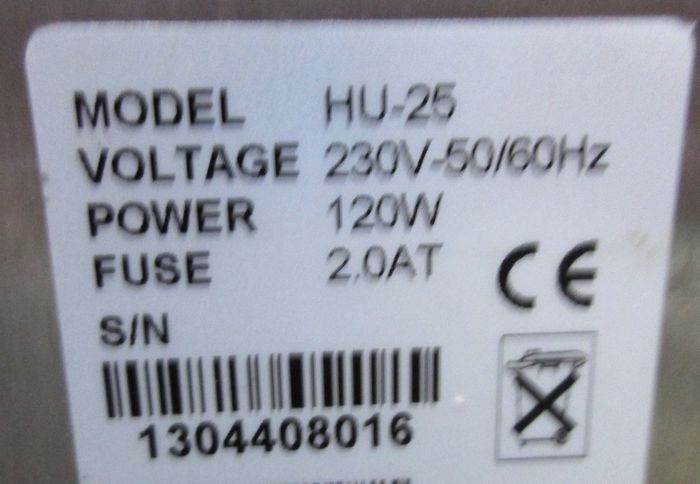 MODEL HU-25
VOLTAGE 230V-50/60Hz
POWER 120W
FUSE 2.0AT
CE
S/N
1304408016